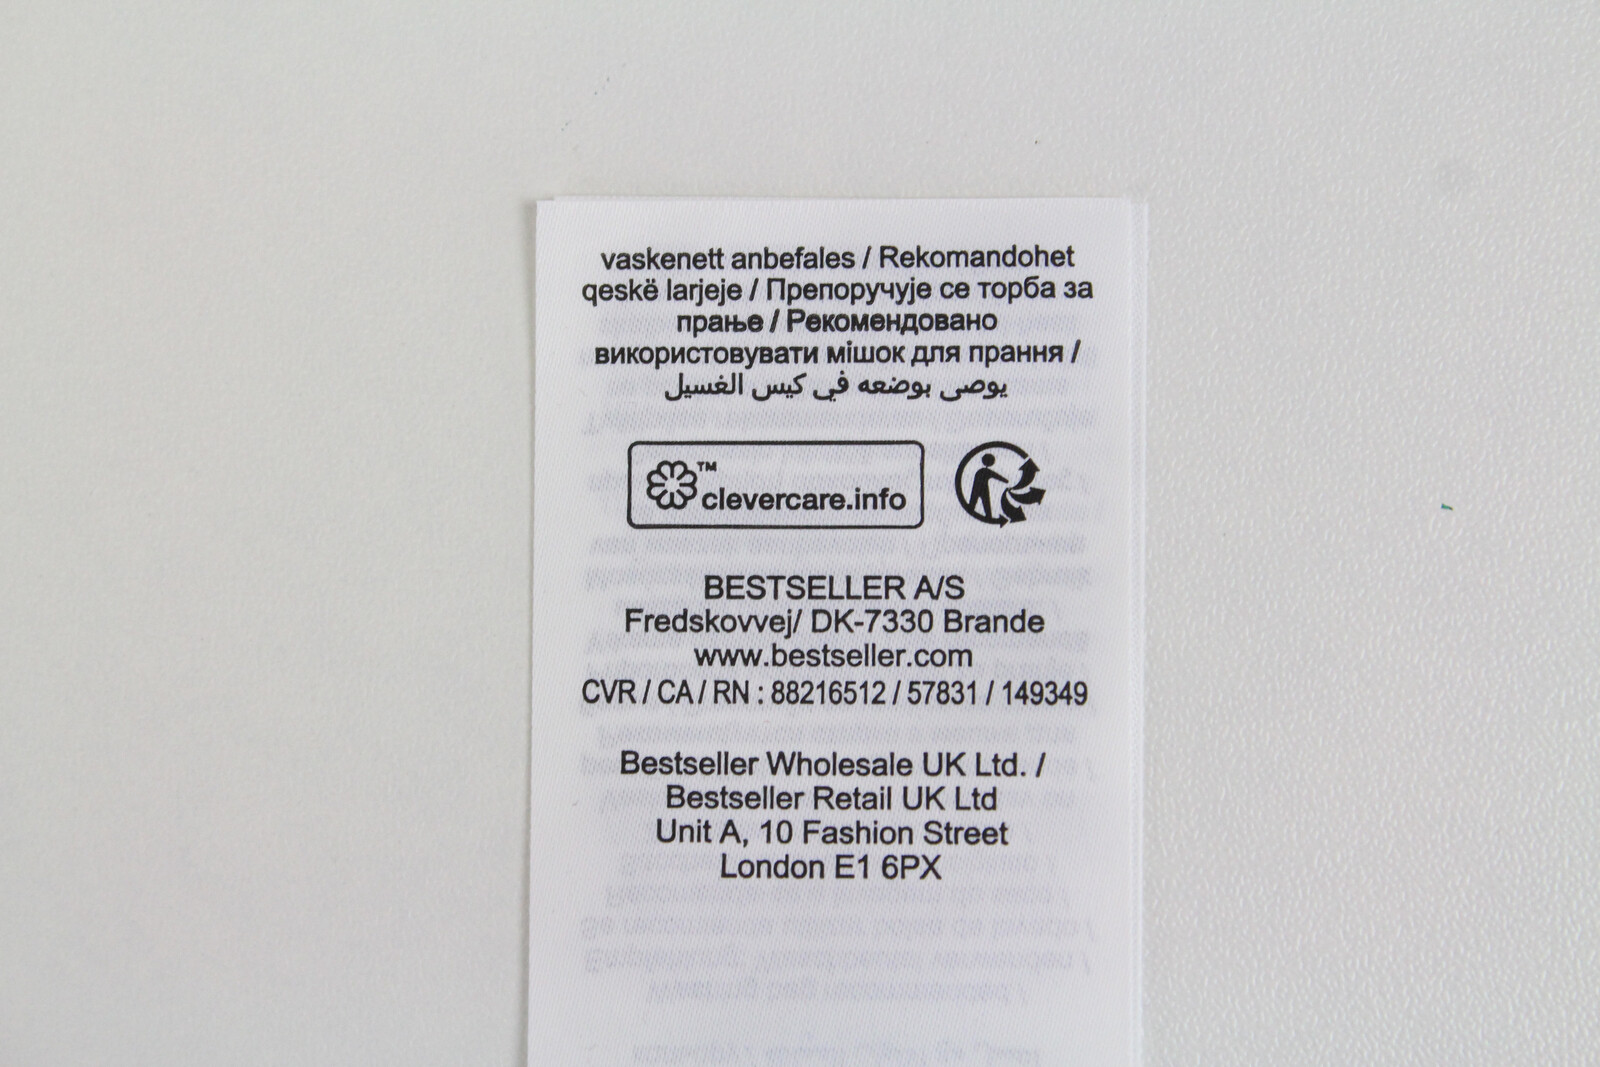 vaskenett anbefales / Rekomandohet
qeskë larjeje / Препоручује се торба за
прање / Рекомендовано
використовувати мішок для прання /
يوصى بوضعه في كيس الغسيل
TM
clevercare.info
BESTSELLER A/S
Fredskovvej/ DK-7330 Brande
www.bestseller.com
CVR / CA / RN : 88216512 / 57831 / 149349
Bestseller Wholesale UK Ltd. /
Bestseller Retail UK Ltd
Unit A, 10 Fashion Street
London E1 6PX